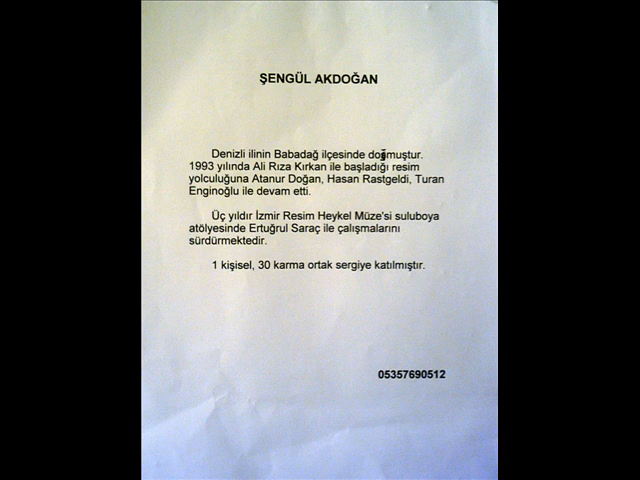 ŞENGÜL AKDOĞAN
Denizli ilinin Babadağ ilçesinde doğmuştur.
1993 yılında Ali Rıza Kırkan ile başladığı resim
yolculuğuna Atanur Doğan, Hasan Rastgeldi, Turan
Enginoğlu ile devam etti.
Üç yıldır İzmir Resim Heykel Müze'si suluboya
atölyesinde Ertuğrul Saraç ile çalışmalarını
sürdürmektedir.
1 kişisel, 30 karma ortak sergiye katılmıştır.
05357690512